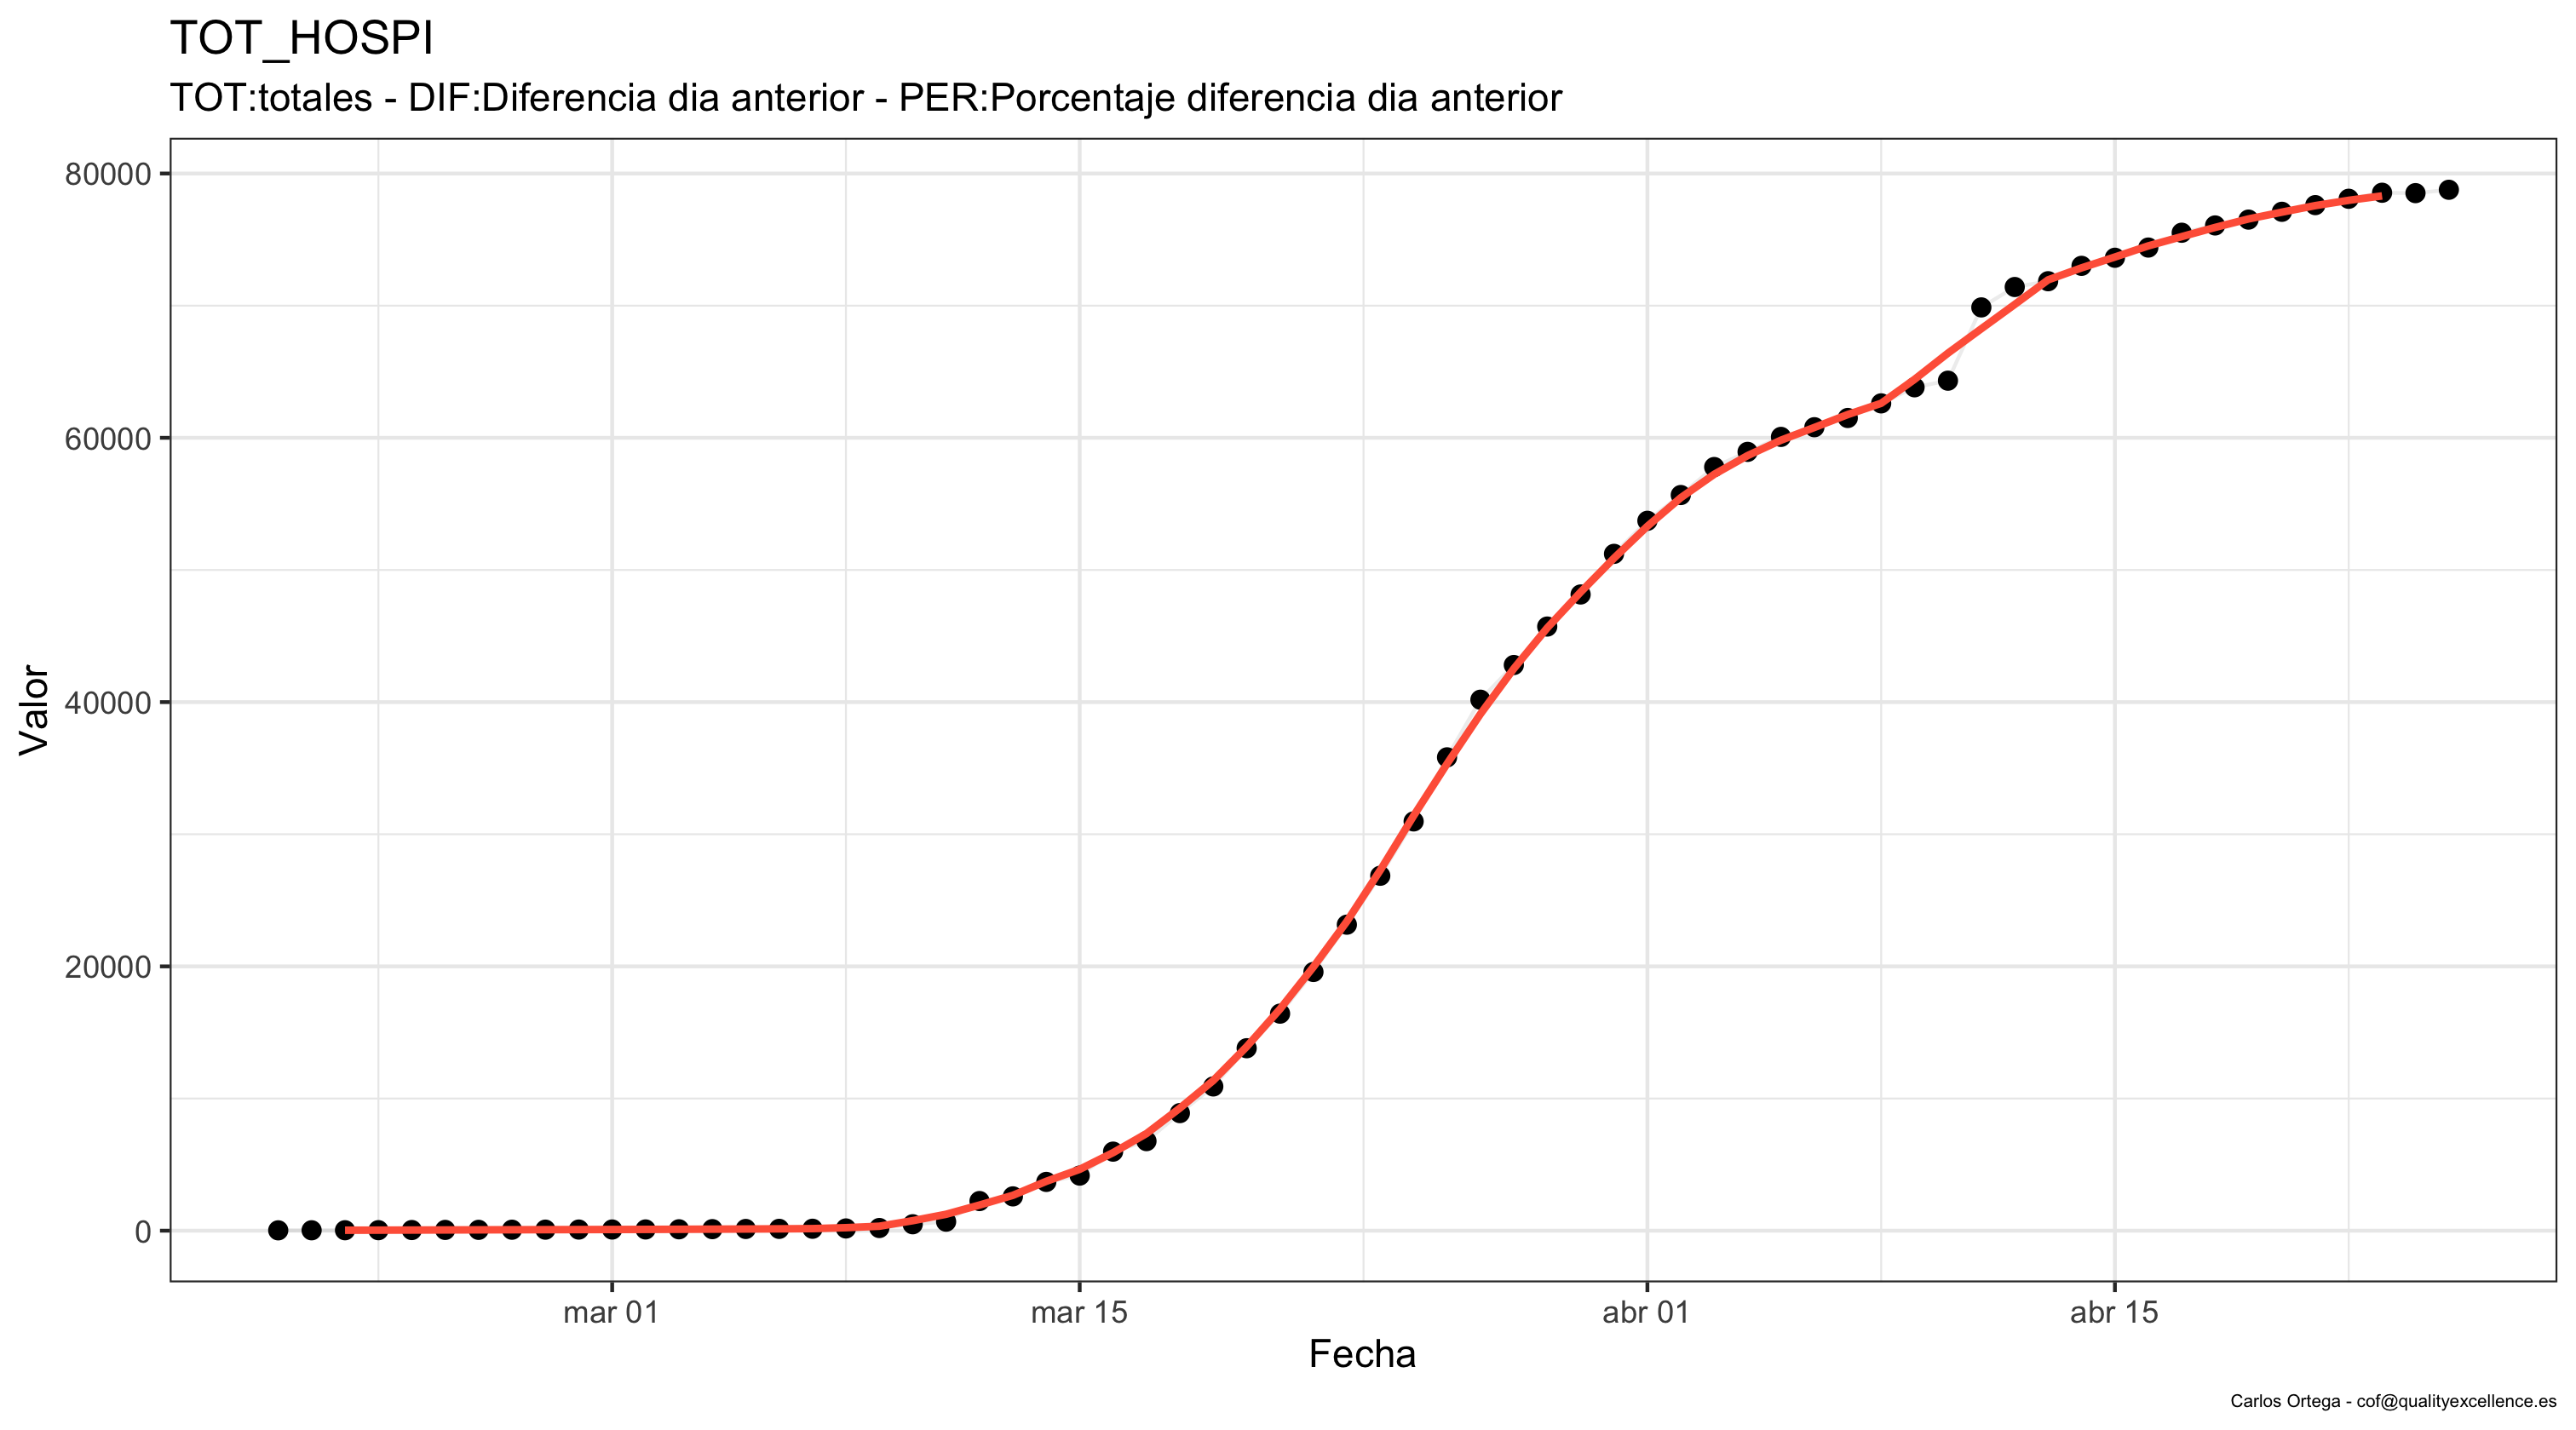 TOT_HOSPI
TOT:totales - DIF:Diferencia dia anterior - PER:Porcentaje diferencia dia anterior
80000
60000
40000
20000
0
Valor
mar 01
mar 15
abr 01
abr 15
Fecha
Carlos Ortega - cof@qualityexcellence.es